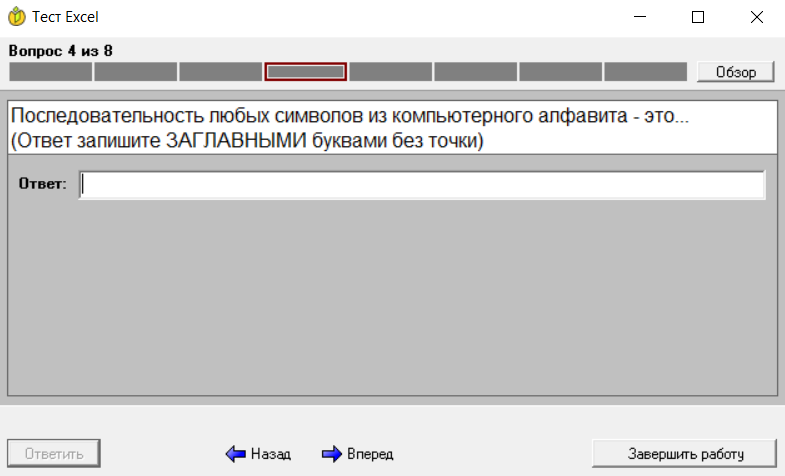 Тест Excel
Вопрос 4 из 8
Обзор
Последовательность любых символов из компьютерного алфавита - это...
(Ответ запишите ЗАГЛАВНЫМИ буквами без точки)
Ответ:
Ответить
Назад
Вперед
Завершить работу